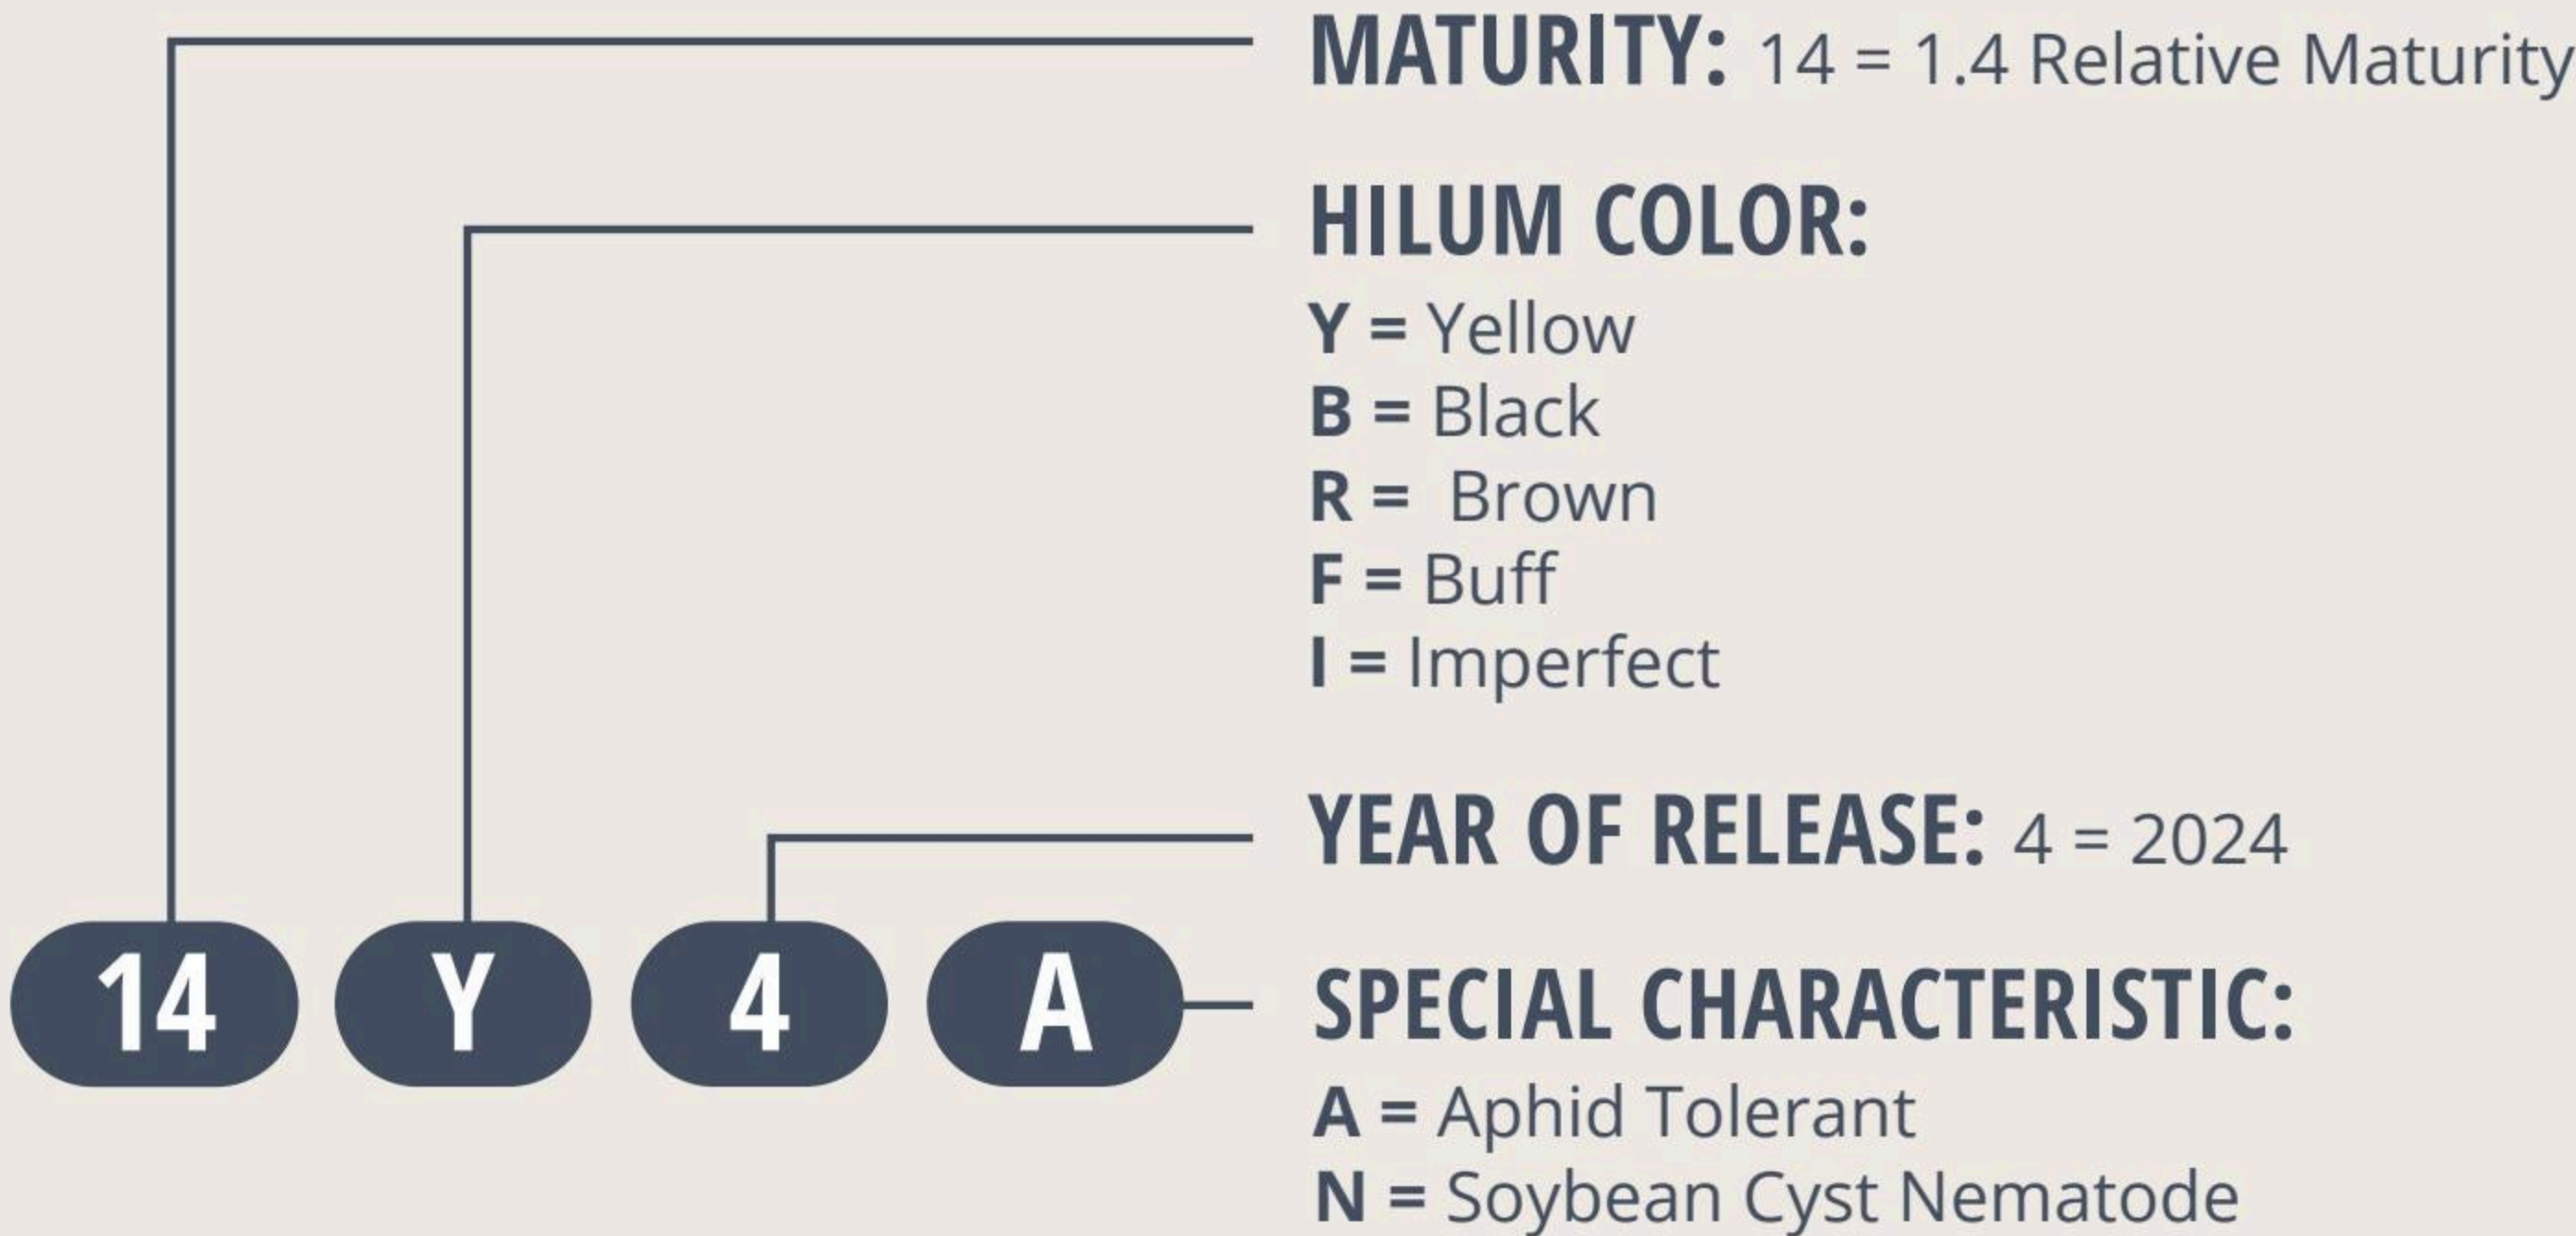 MATURITY: 14 = 1.4 Relative Maturity
HILUM COLOR:
Y = Yellow
B = Black
R = Brown
F = Buff
I = Imperfect
YEAR OF RELEASE: 4 = 2024
14 Y 4 A
SPECIAL CHARACTERISTIC:
A = Aphid Tolerant
N = Soybean Cyst Nematode